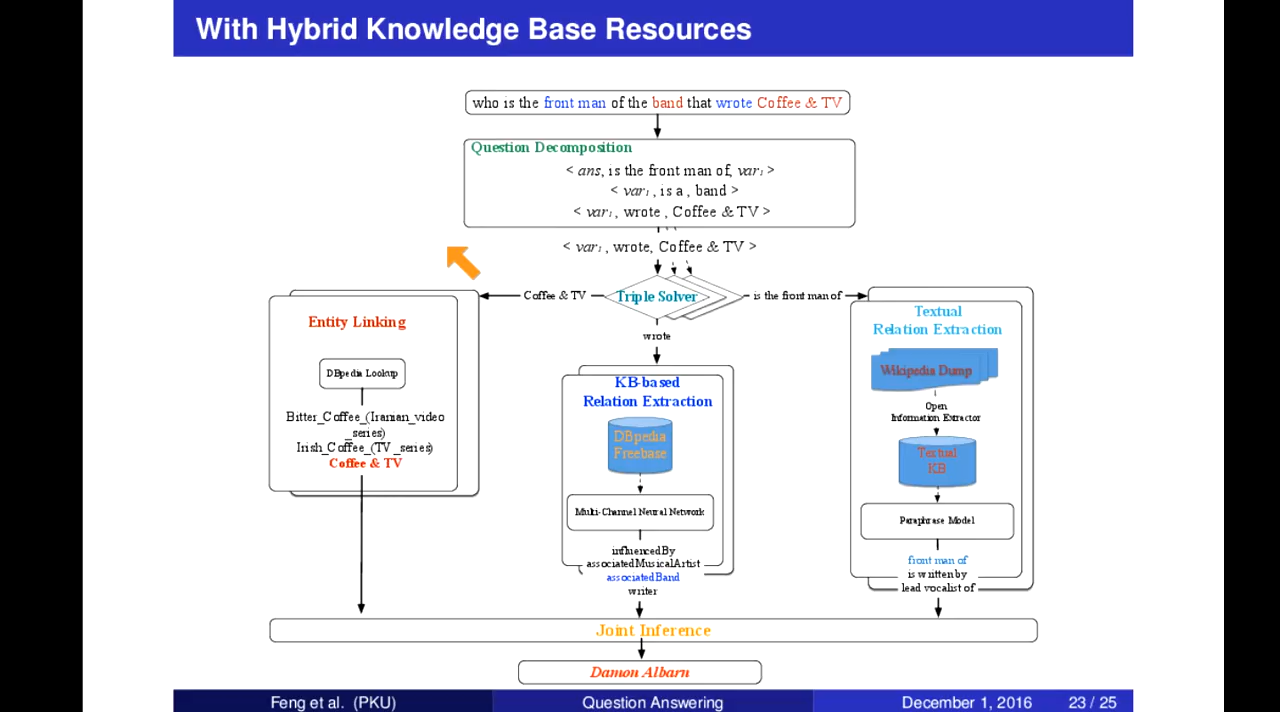 With Hybrid Knowledge Base Resources
who is the front man of the band that wrote Coffee & TV
Question Decomposition
< ans, is the front man of, var₁ >
< var₁ , is a , band >
< var₁ , wrote , Coffee & TV >
< var₁ , wrote, Coffee & TV >
Coffee & TV
Triple Solver
is the front man of
wrote
Entity Linking
DBpedia Lookup
Bitter_Coffee_(Iranian_video
_series)
Irish_Coffee_(TV_series)
Coffee & TV
KB-based
Relation Extraction
DBpedia
Freebase
Multi-Channel Neural Network
influencedBy
associatedMusicalArtist
associatedBand
writer
Textual
Relation Extraction
Wikipedia Dump
Open
Information Extractor
Textual
KB
Paraphrase Model
front man of
is written by
lead vocalist of
Joint Inference
Damon Albarn
Feng et al. (PKU)
Question Answering
December 1, 2016
23 / 25